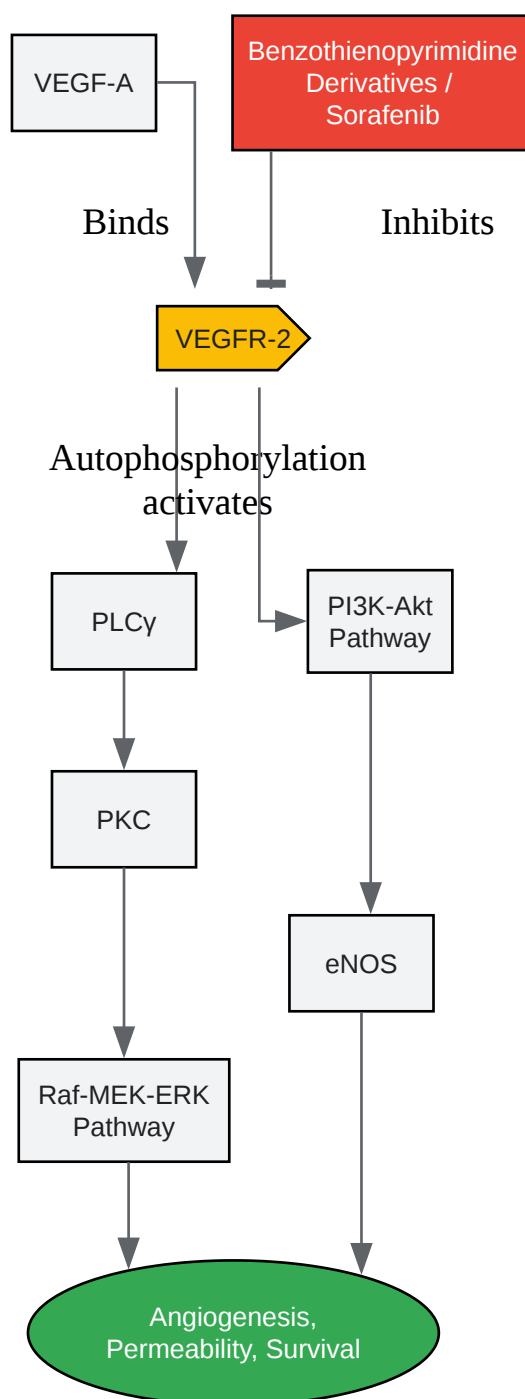 VEGF-A
Benzothienopyrimidine
Derivatives /
Sorafenib
Binds
Inhibits
VEGFR-2
Autophosphorylation
activates
PLCγ
PI3K-Akt
Pathway
PKC
eNOS
Raf-MEK-ERK
Pathway
Angiogenesis,
Permeability, Survival